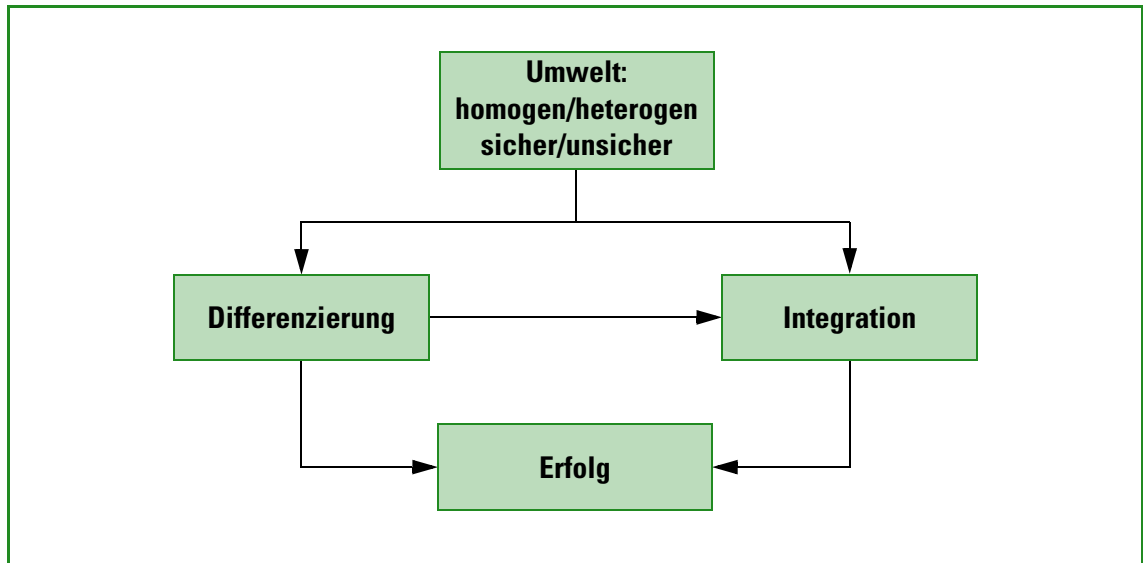 Umwelt:
homogen/heterogen
sicher/unsicher
Differenzierung
Integration
Erfolg